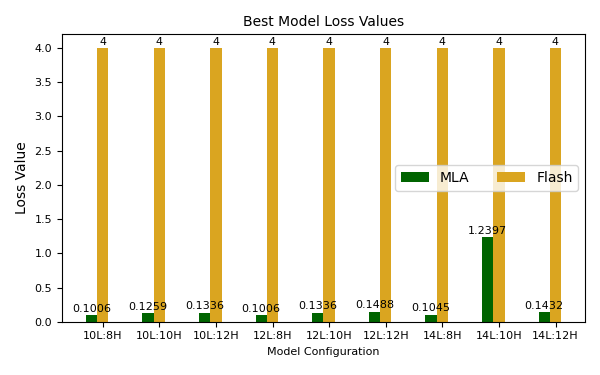 Best Model Loss Values
4 4 4 4 4 4 4 4 4
4.0
3.5
3.0
2.5
2.0
1.5
1.0
0.5
0.0
Loss Value
MLA Flash
0.1006 0.1259 0.1336 0.1006 0.1336 0.1488 0.1045 1.2397 0.1432
10L:8H 10L:10H 10L:12H 12L:8H 12L:10H 12L:12H 14L:8H 14L:10H 14L:12H
Model Configuration